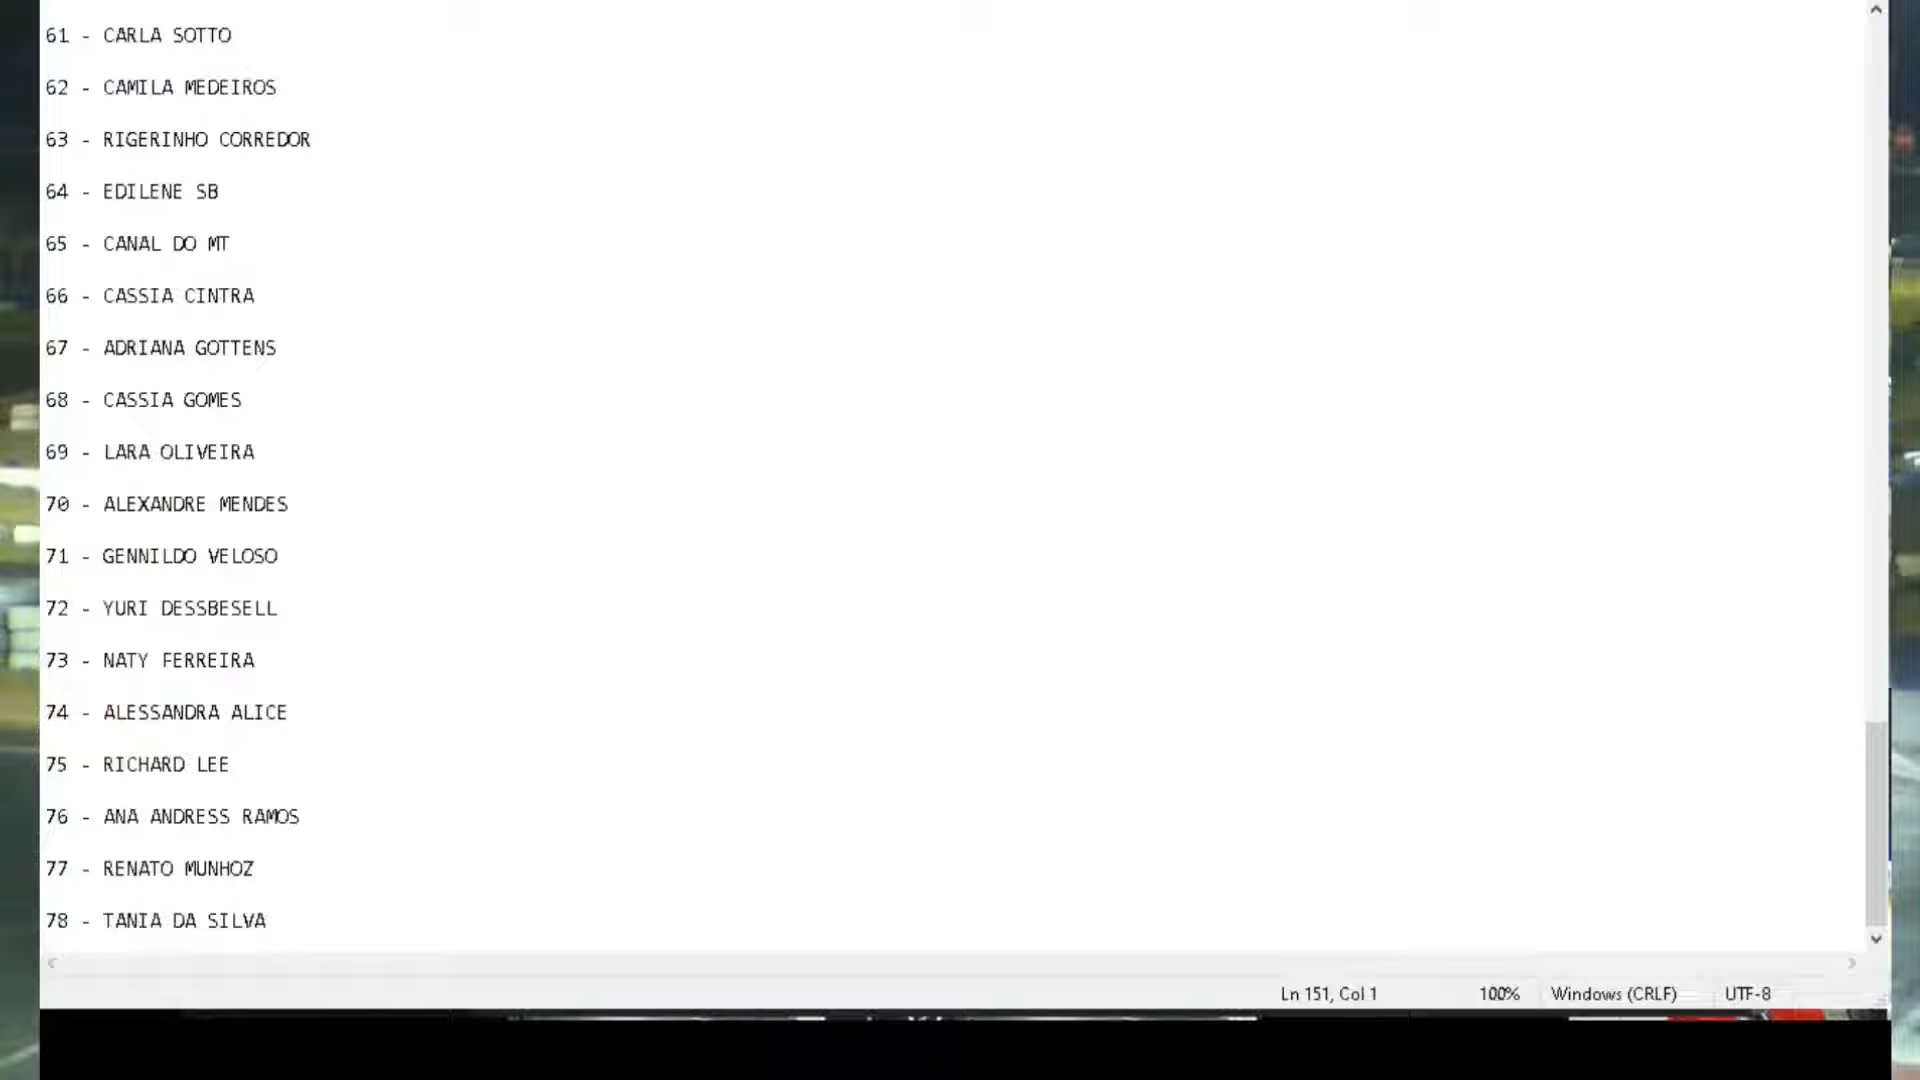 61 - CARLA SOTTO
62 - CAMILA MEDEIROS
63 - RIGERINHO CORREDOR
64 - EDILENE SB
65 - CANAL DO MT
66 - CASSIA CINTRA
67 - ADRIANA GOTTENS
68 - CASSIA GOMES
69 - LARA OLIVEIRA
70 - ALEXANDRE MENDES
71 - GENNILDO VELOSO
72 - YURI DESSBESELL
73 - NATY FERREIRA
74 - ALESSANDRA ALICE
75 - RICHARD LEE
76 - ANA ANDRESS RAMOS
77 - RENATO MUNHOZ
78 - TANIA DA SILVA
Ln 151, Col 1 100% Windows (CRLF) UTF-8